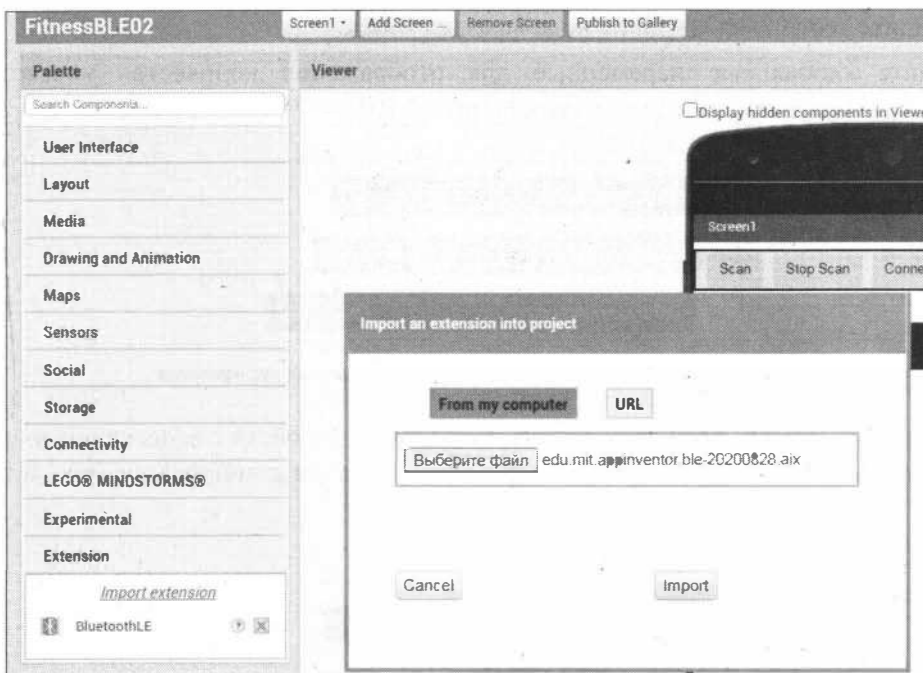 FitnessBLE02
Screen1
Add Screen ...
Remove Screen
Publish to Gallery
Palette
Viewer
Search Components...
Display hidden components in Viewe
User Interface
Layout
Media
Drawing and Animation
Maps
Sensors
Social
Storage
Connectivity
LEGO® MINDSTORMS®
Experimental
Extension
Import extension
BluetoothLE
?
Screen1
Scan
Stop Scan
Conne
Import an extension into project
From my computer
URL
Выберите файл edu.mit.appinventor.ble-20200828.aix
Cancel
Import